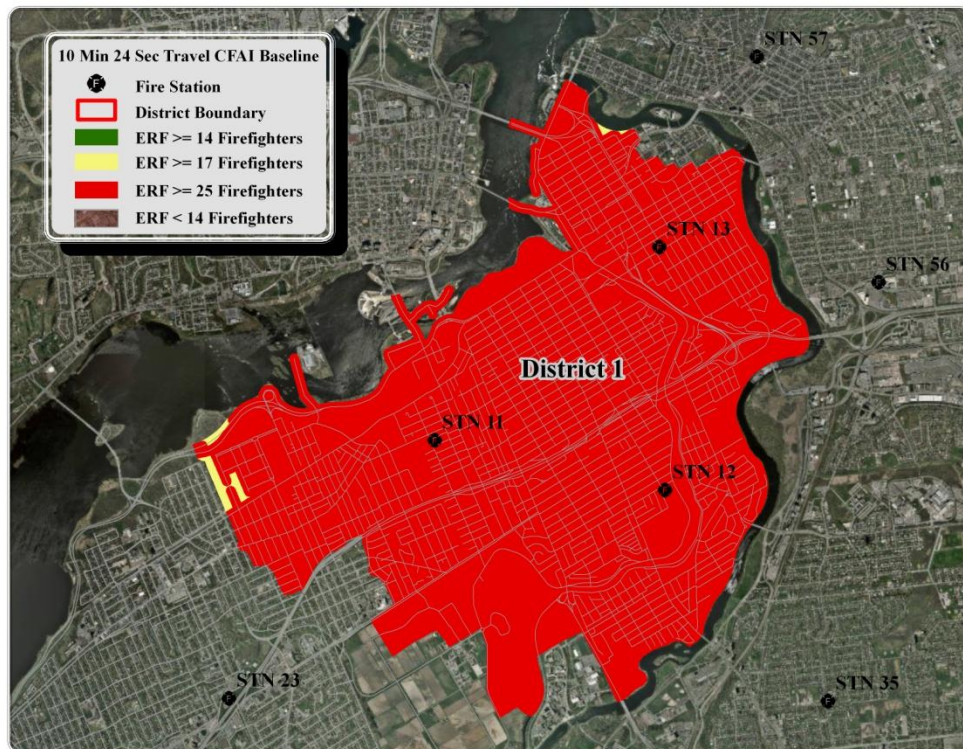 10 Min 24 Sec Travel CFAI Baseline
F Fire Station
District Boundary
ERF >= 14 Firefighters
ERF >= 17 Firefighters
ERF >= 25 Firefighters
ERF < 14 Firefighters
STN 57
F
STN 13
F
STN 56
F
District 1
STN 11
F
STN 12
F
STN 23
F
STN 35
F